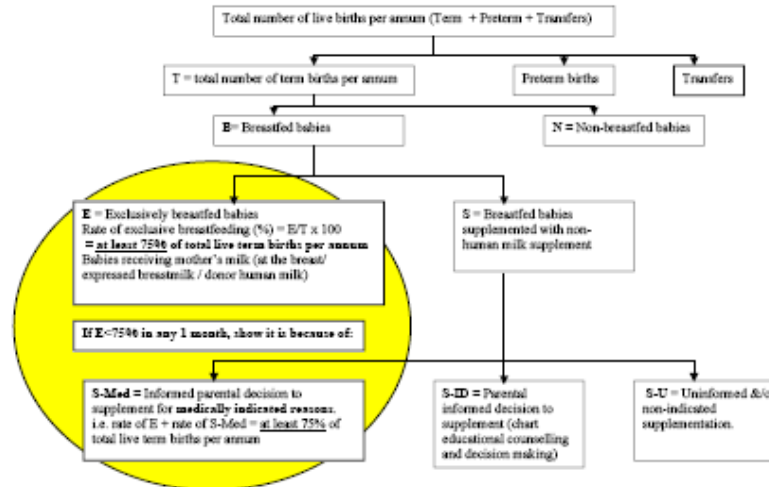 Total number of live births per annum (Term + Preterm + Transfers)
T = total number of term births per annum
Preterm births
Transfers
B= Breastfed babies
N = Non-breastfed babies
E = Exclusively breastfed babies
Rate of exclusive breastfeeding (%) = E/T x 100
= at least 75% of total live term births per annum
Babies receiving mother's milk (at the breast/
expressed breastmilk / donor human milk)
S = Breastfed babies
supplemented with non-
human milk supplement
If E<75% in any 1 month, show it is because of:
S-Med = Informed parental decision to
supplement for medically indicated reasons.
i.e. rate of E + rate of S-Med = at least 75% of
total live term births per annum
S-ID = Parental
informed decision to
supplement (chart
educational counselling
and decision making)
S-U = Uninformed &/o
non-indicated
supplementation.